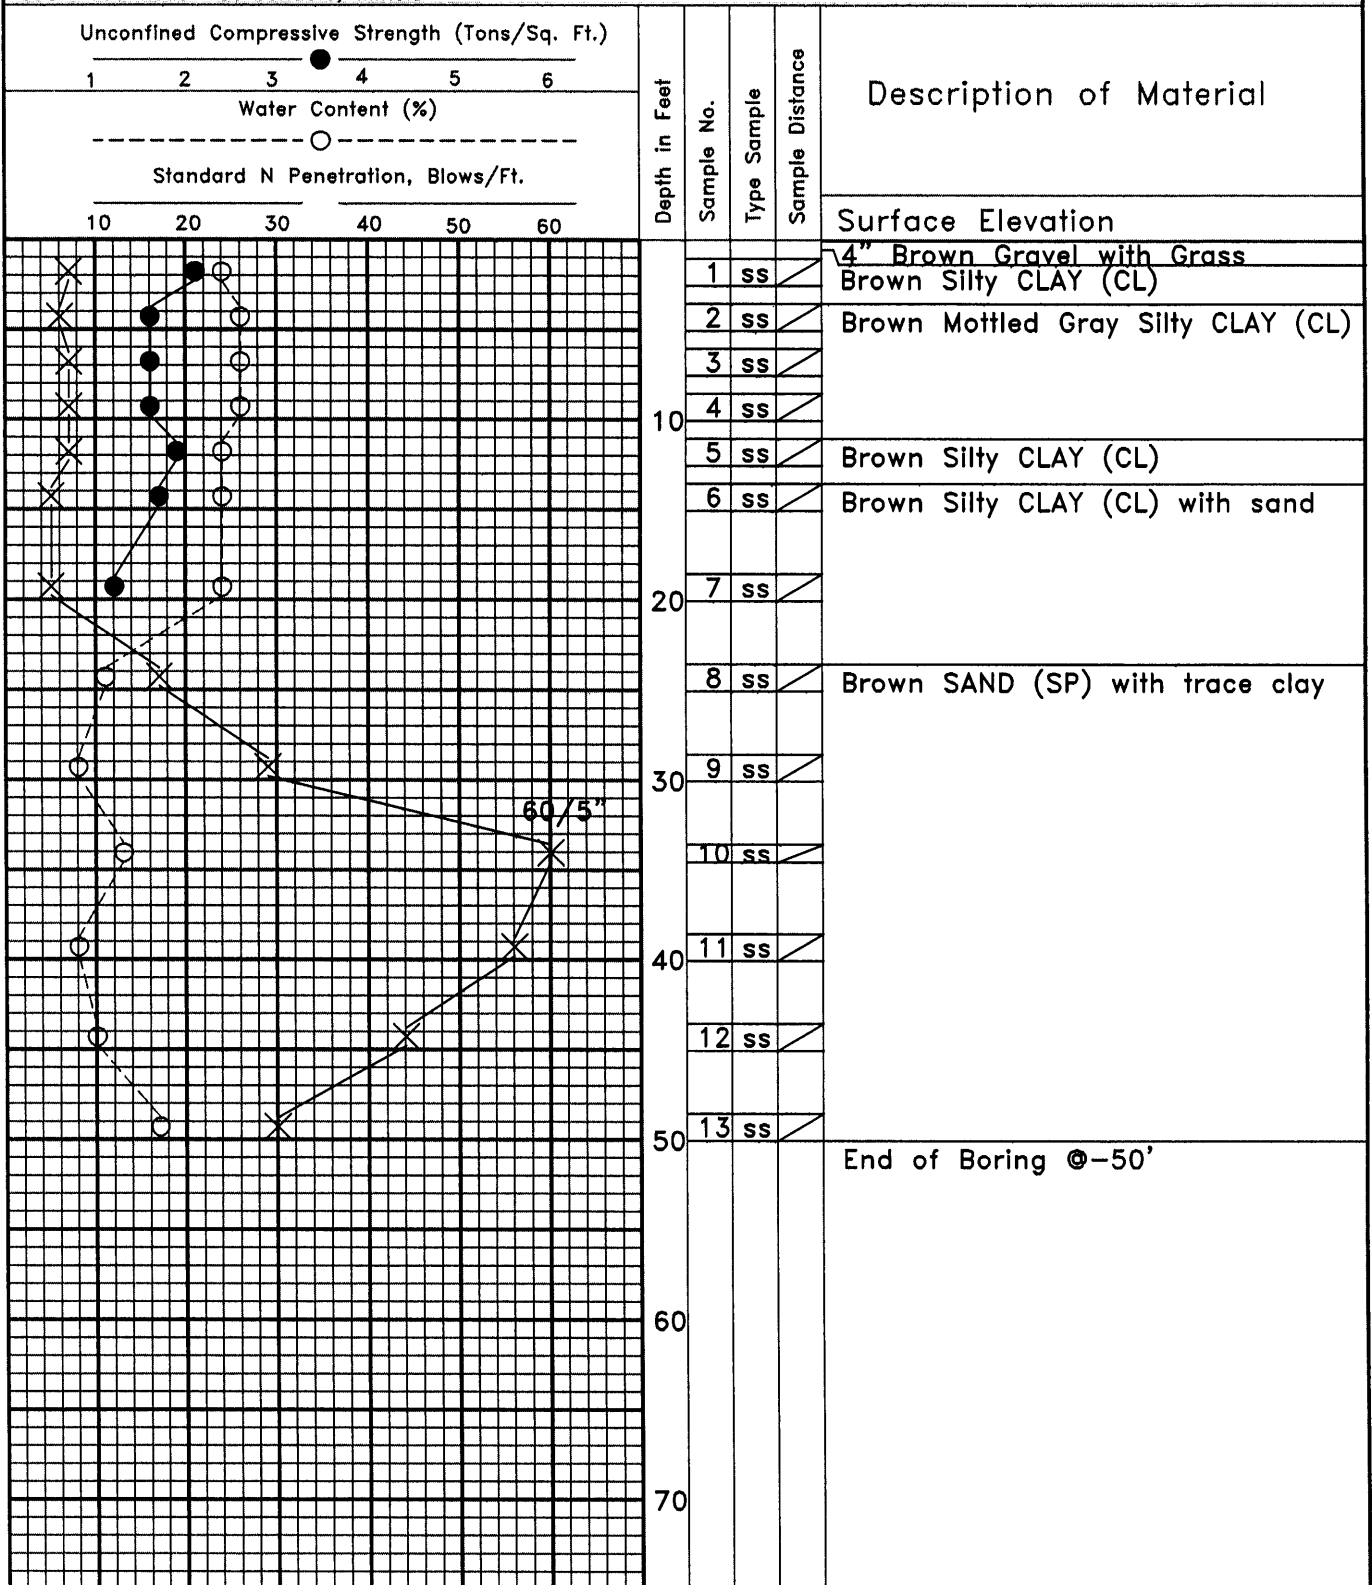 Unconfined Compressive Strength (Tons/Sq. Ft.)
1 2 3 4 5 6
Water Content (%)
Standard N Penetration, Blows/Ft.
10 20 30 40 50 60
Depth in Feet
Sample No.
Type Sample
Sample Distance
Description of Material
Surface Elevation
4" Brown Gravel with Grass
1 ss Brown Silty CLAY (CL)
2 ss Brown Mottled Gray Silty CLAY (CL)
3 ss
10 4 ss
5 ss Brown Silty CLAY (CL)
6 ss Brown Silty CLAY (CL) with sand
20 7 ss
8 ss Brown SAND (SP) with trace clay
30 9 ss
60/5"
10 ss
40 11 ss
12 ss
50 13 ss
End of Boring @-50'
60
70